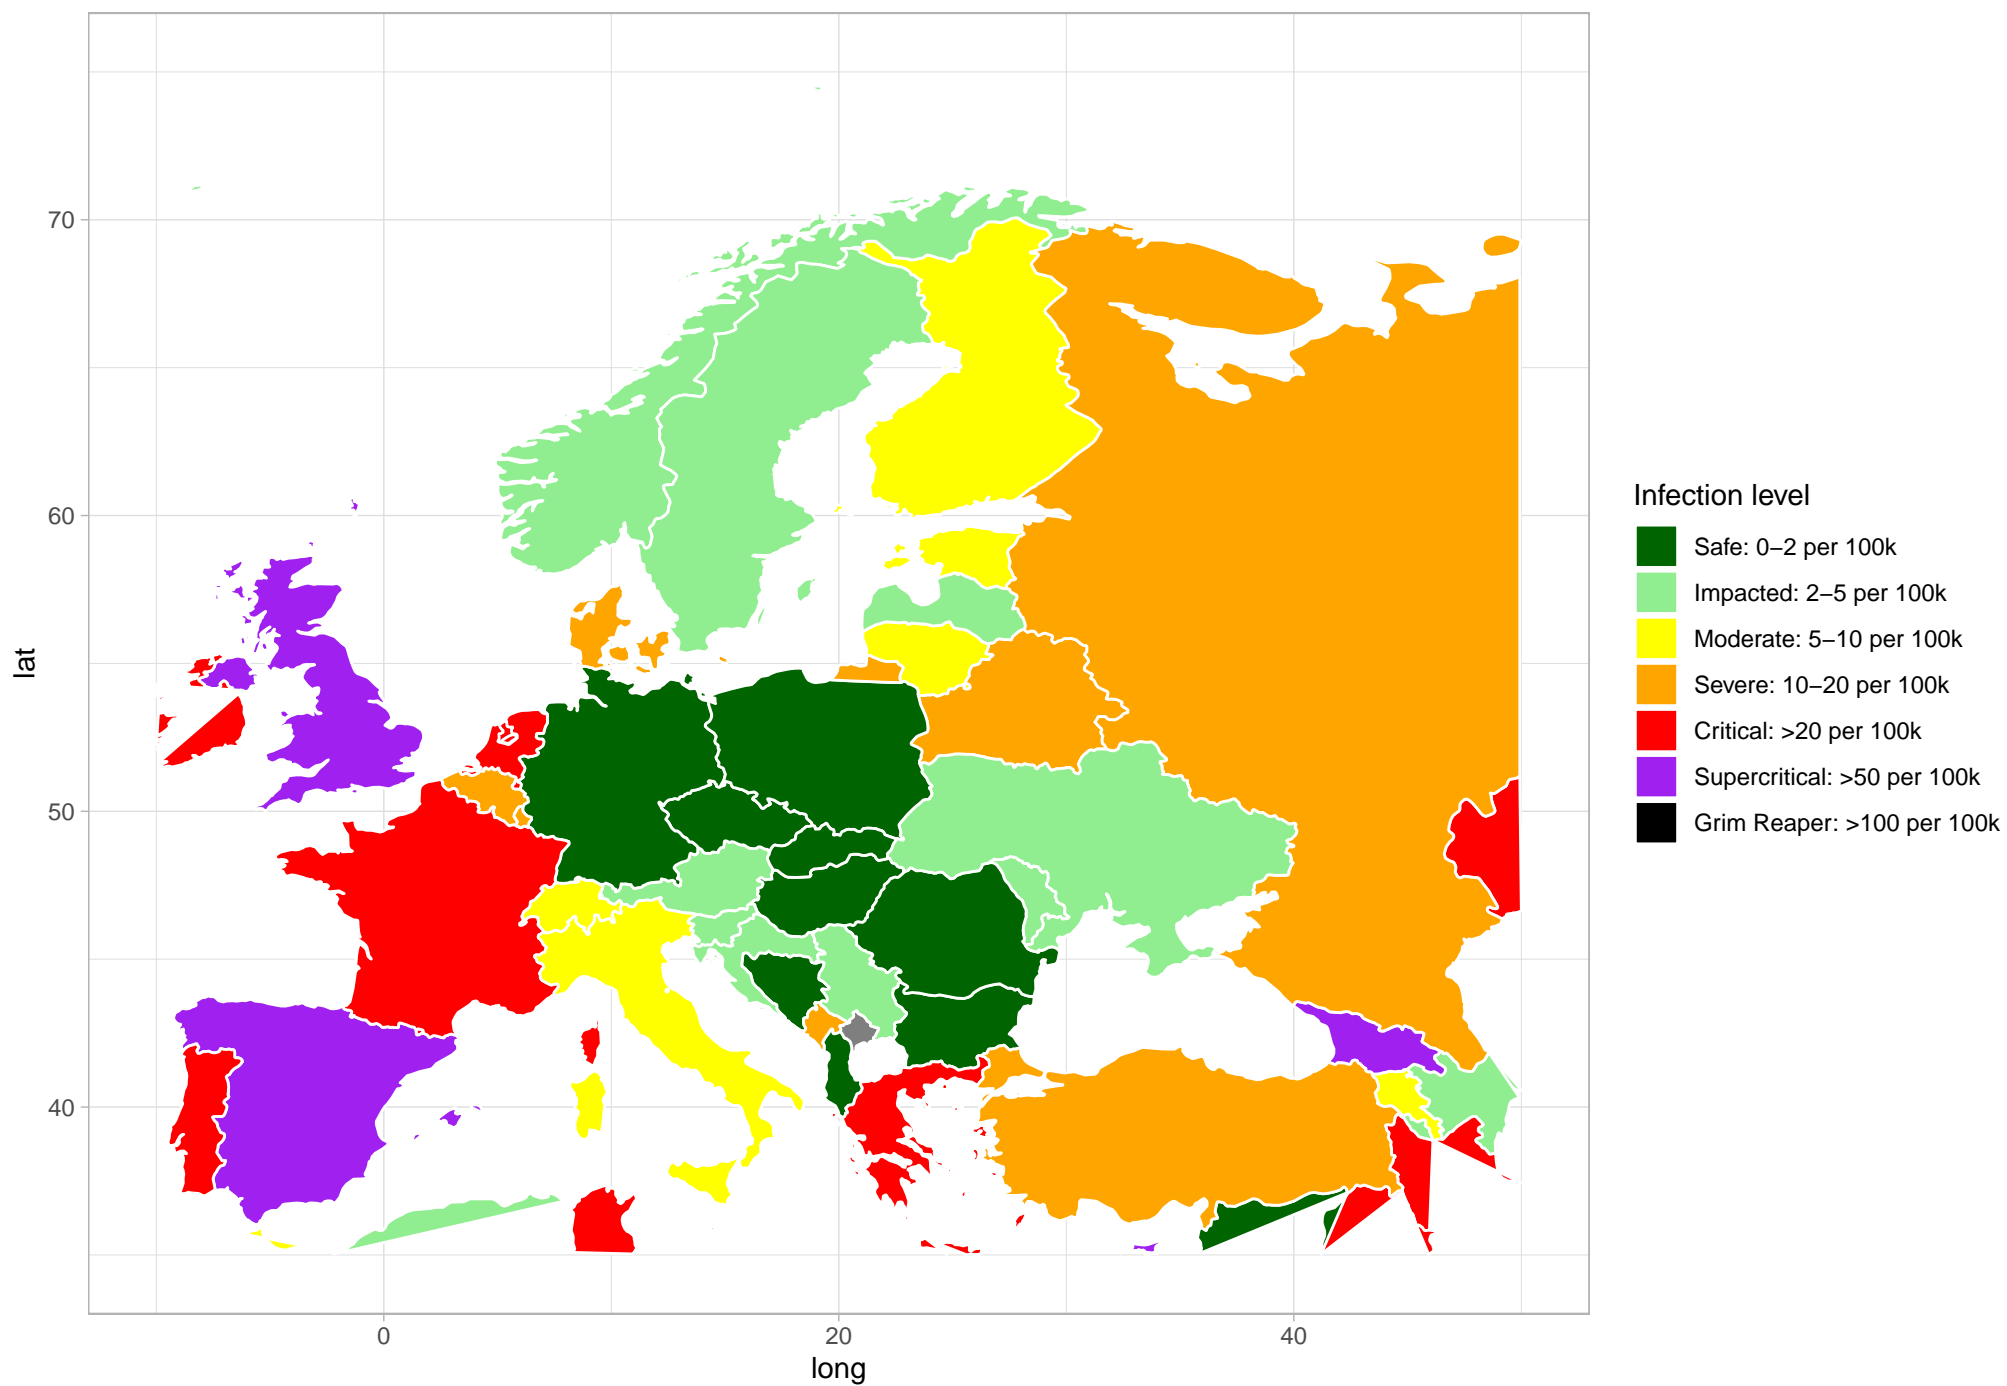 70
60
50
40
lat
0
20
40
long
Infection level
Safe: 0−2 per 100k
Impacted: 2−5 per 100k
Moderate: 5−10 per 100k
Severe: 10−20 per 100k
Critical: >20 per 100k
Supercritical: >50 per 100k
Grim Reaper: >100 per 100k